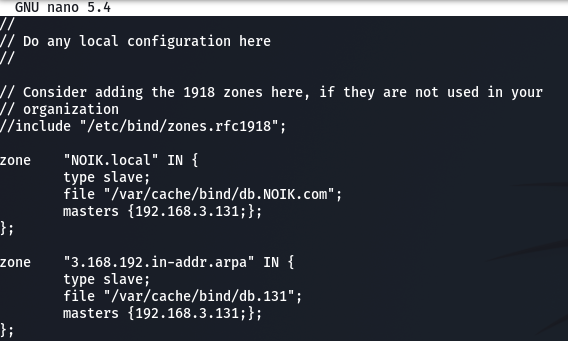 GNU nano 5.4
//
// Do any local configuration here
//
// Consider adding the 1918 zones here, if they are not used in your
// organization
//include "/etc/bind/zones.rfc1918";
zone    "NOIK.local" IN {
        type slave;
        file "/var/cache/bind/db.NOIK.com";
        masters {192.168.3.131;};
};
zone    "3.168.192.in-addr.arpa" IN {
        type slave;
        file "/var/cache/bind/db.131";
        masters {192.168.3.131;};
};